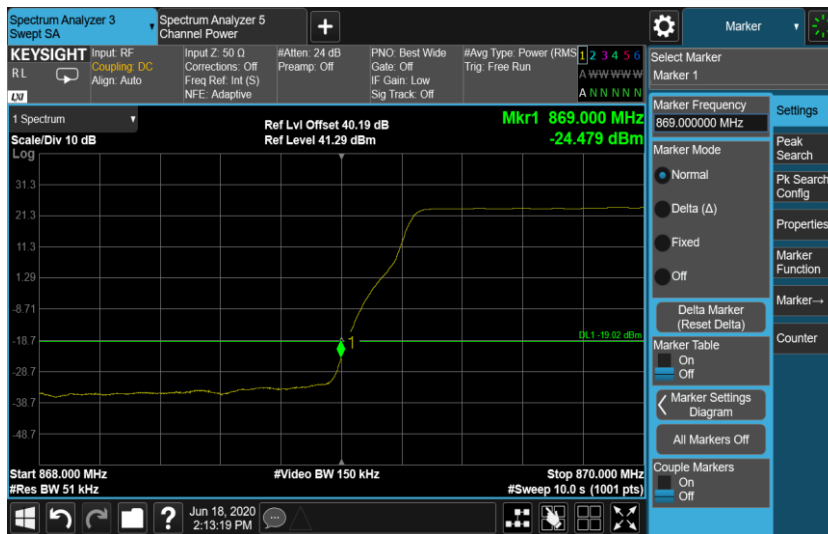 Spectrum Analyzer 3
Swept SA
Spectrum Analyzer 5
Channel Power
Marker
KEYSIGHT
RL
LXI
Input: RF
Coupling: DC
Align: Auto
Input Z: 50 Ω
Corrections: Off
Freq Ref: Int (S)
NFE: Adaptive
#Atten: 24 dB
Preamp: Off
PNO: Best Wide
Gate: Off
IF Gain: Low
Sig Track: Off
#Avg Type: Power (RMS
Trig: Free Run
1 2 3 4 5 6
A W W W W W
A N N N N N
Select Marker
Marker 1
1 Spectrum
Scale/Div 10 dB
Ref Lvl Offset 40.19 dB
Ref Level 41.29 dBm
Mkr1 869.000 MHz
-24.479 dBm
Log
31.3
21.3
11.3
1.29
-8.71
-18.7
-28.7
-38.7
-48.7
DL1 -19.02 dBm
1
Start 868.000 MHz
#Res BW 51 kHz
#Video BW 150 kHz
Stop 870.000 MHz
#Sweep 10.0 s (1001 pts)
Marker Frequency
869.000000 MHz
Marker Mode
Normal
Delta (Δ)
Fixed
Off
Delta Marker
(Reset Delta)
Marker Table
On
Off
Marker Settings
Diagram
All Markers Off
Couple Markers
On
Off
Settings
Peak
Search
Pk Search
Config
Properties
Marker
Function
Marker→
Counter
?
Jun 18, 2020
2:13:19 PM